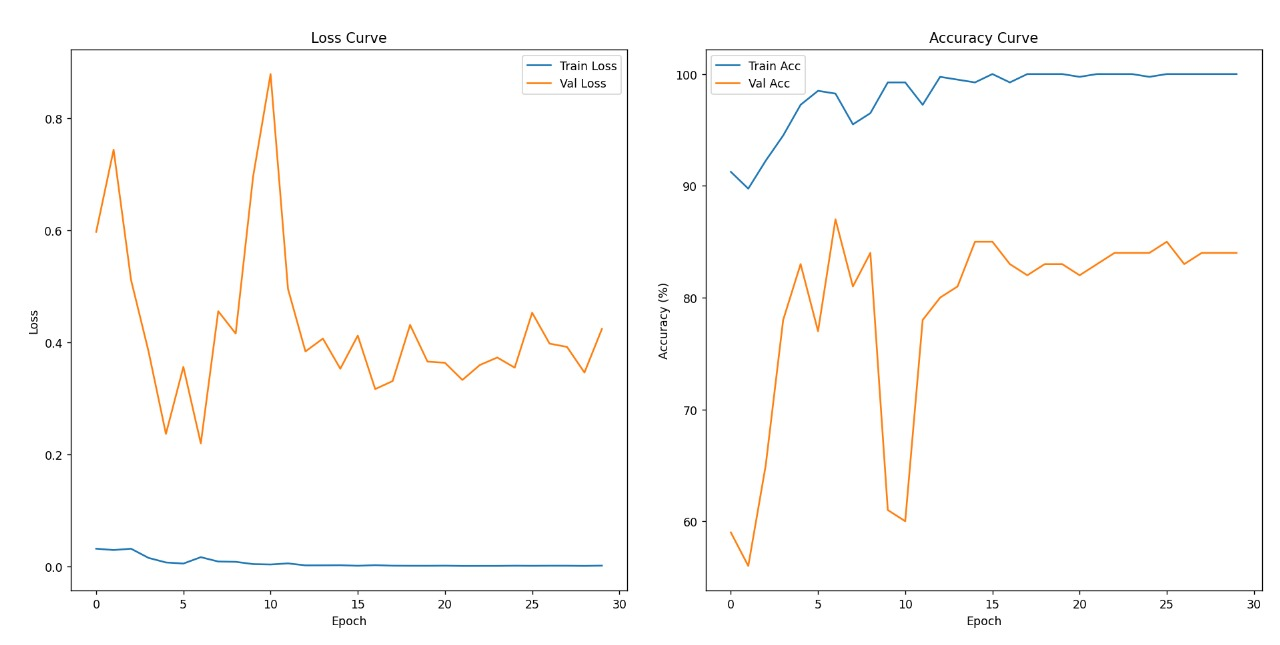 Loss Curve
Train Loss
Val Loss
0.8
0.6
0.4
0.2
0.0
Loss
0 5 10 15 20 25 30
Epoch
Accuracy Curve
Train Acc
Val Acc
100
90
80
70
60
Accuracy (%)
0 5 10 15 20 25 30
Epoch